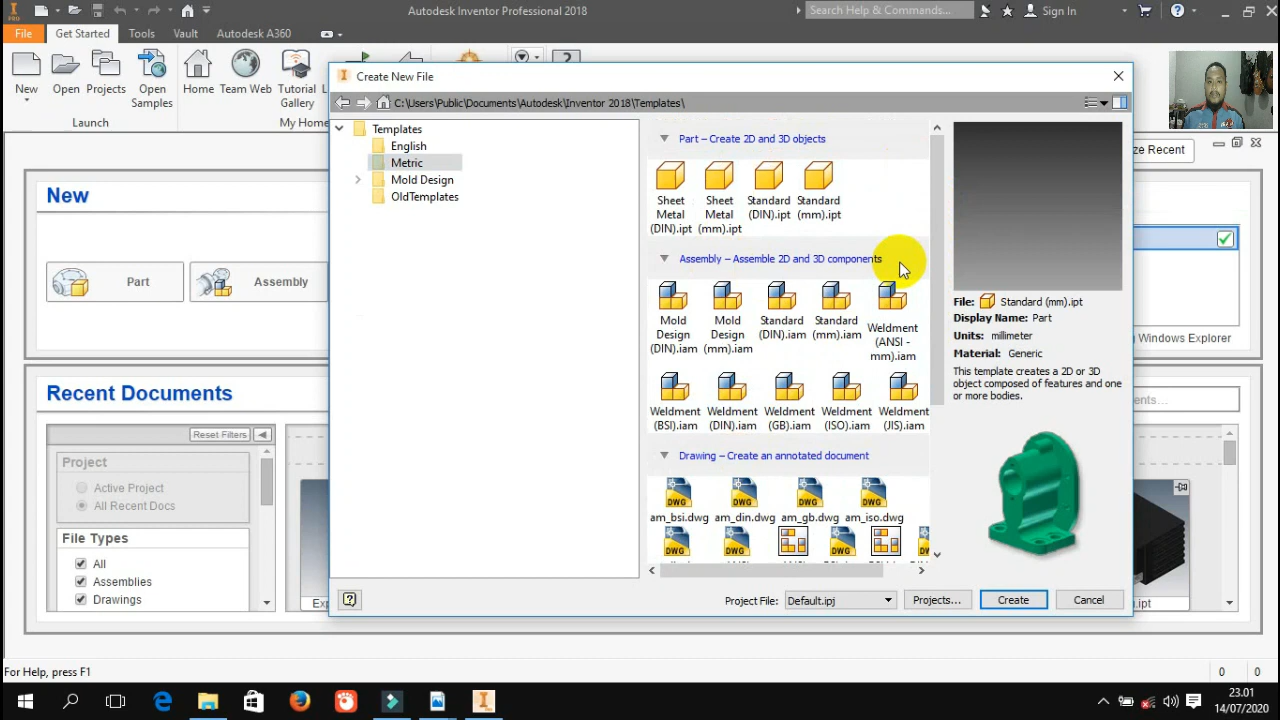 PRO
Autodesk Inventor Professional 2018
Search Help & Commands...
Sign In
File
Get Started
Tools
Vault
Autodesk A360
New
Open
Projects
Open
Samples
Home
Team Web
Tutorial
Gallery
Launch
My Home
Create New File
C:\Users\Public\Documents\Autodesk\Inventor 2018\Templates\
Templates
English
Metric
Mold Design
OldTemplates
Part – Create 2D and 3D objects
Sheet
Metal
(DIN).ipt
Sheet
Metal
(mm).ipt
Standard
(DIN).ipt
Standard
(mm).ipt
Assembly – Assemble 2D and 3D components
Mold
Design
(DIN).iam
Mold
Design
(mm).iam
Standard
(DIN).iam
Standard
(mm).iam
Weldment
(ANSI -
mm).iam
Weldment
(BSI).iam
Weldment
(DIN).iam
Weldment
(GB).iam
Weldment
(ISO).iam
Weldment
(JIS).iam
Drawing – Create an annotated document
DWG
DWG
DWG
DWG
am_bsi.dwg
am_din.dwg
am_gb.dwg
am_iso.dwg
DWG
DWG
DWG
File: Standard (mm).ipt
Display Name: Part
Units: millimeter
Material: Generic
This template creates a 2D or 3D
object composed of features and one
or more bodies.
Project File:
Default.ipj
Projects...
Create
Cancel
New
Part
Assembly
Recent
Windows Explorer
Recent Documents
Reset Filters
Project
Active Project
All Recent Docs
File Types
All
Assemblies
Drawings
For Help, press F1
0
0
23.01
14/07/2020